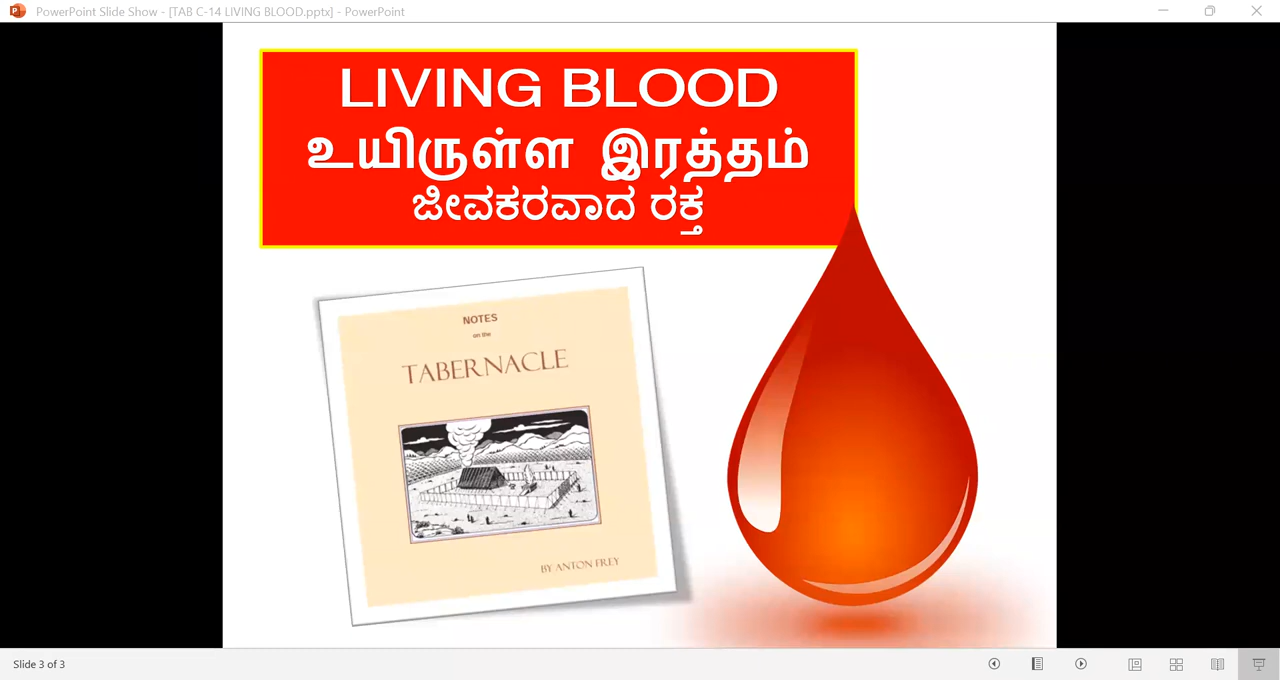 PowerPoint Slide Show - [TAB C-14 LIVING BLOOD.pptx] - PowerPoint
LIVING BLOOD
உயிருள்ள இரத்தம்
ಜೀವಕರವಾದ ರಕ್ತ
NOTES
on the
TABERNACLE
BY ANTON FREY
Slide 3 of 3